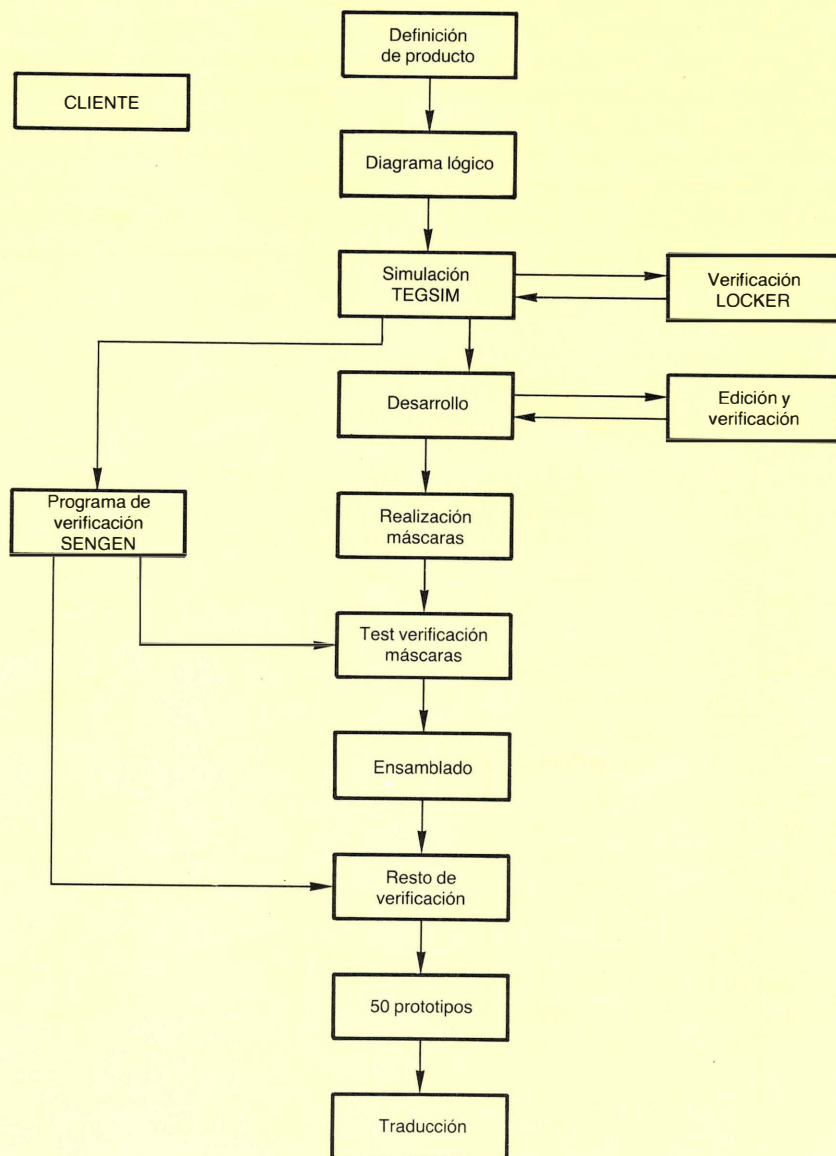 Definición
de producto
CLIENTE
Diagrama lógico
Simulación
TEGSIM
Verificación
LOCKER
Desarrollo
Edición y
verificación
Programa de
verificación
SENGEN
Realización
máscaras
Test verificación
máscaras
Ensamblado
Resto de
verificación
50 prototipos
Traducción